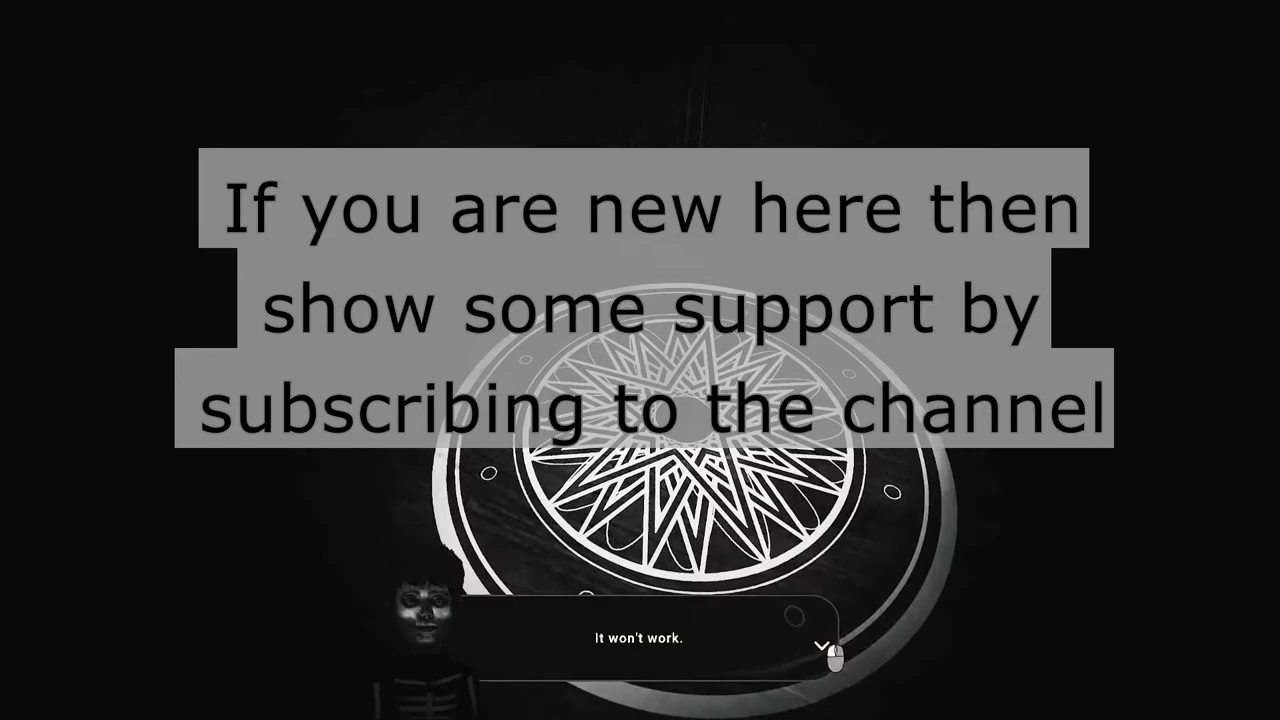 If you are new here then
show some support by
subscribing to the channel
It won't work.